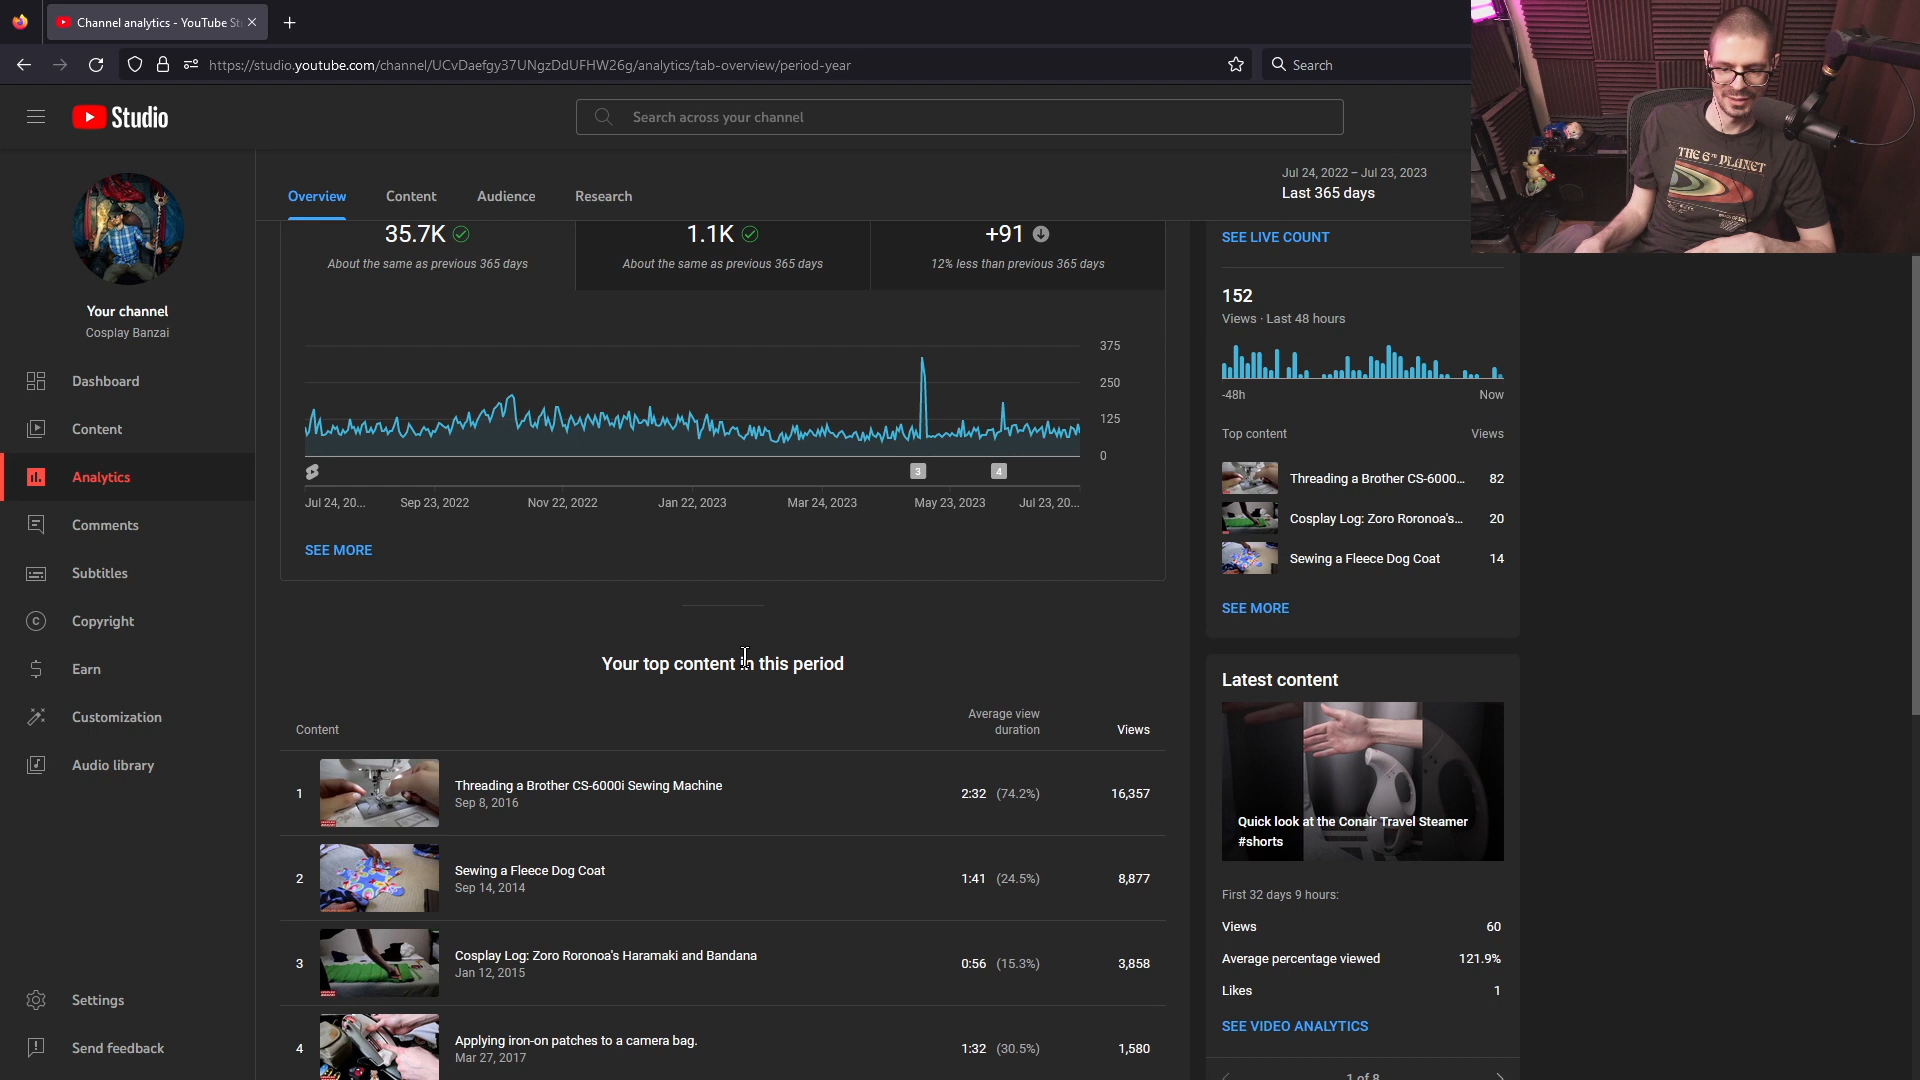 Channel analytics - YouTube St
https://studio.youtube.com/channel/UCvDaefgy37UNgzDdUFHW26g/analytics/tab-overview/period-year
Search
Studio
Search across your channel
THE 6TH PLANET
Your channel
Cosplay Banzai
Dashboard
Content
Analytics
Comments
Subtitles
Copyright
Earn
Customization
Audio library
Settings
Send feedback
Overview
Content
Audience
Research
Jul 24, 2022 – Jul 23, 2023
Last 365 days
35.7K
About the same as previous 365 days
1.1K
About the same as previous 365 days
+91
12% less than previous 365 days
375
250
125
0
3
4
Jul 24, 20...
Sep 23, 2022
Nov 22, 2022
Jan 22, 2023
Mar 24, 2023
May 23, 2023
Jul 23, 20...
SEE MORE
Your top content in this period
Content
Average view
duration
Views
1
Threading a Brother CS-6000i Sewing Machine
Sep 8, 2016
2:32 (74.2%)
16,357
2
Sewing a Fleece Dog Coat
Sep 14, 2014
1:41 (24.5%)
8,877
3
Cosplay Log: Zoro Roronoa's Haramaki and Bandana
Jan 12, 2015
0:56 (15.3%)
3,858
4
Applying iron-on patches to a camera bag.
Mar 27, 2017
1:32 (30.5%)
1,580
SEE LIVE COUNT
152
Views · Last 48 hours
-48h
Now
Top content
Views
Threading a Brother CS-6000...
82
Cosplay Log: Zoro Roronoa's...
20
Sewing a Fleece Dog Coat
14
SEE MORE
Latest content
Quick look at the Conair Travel Steamer
#shorts
First 32 days 9 hours:
Views
60
Average percentage viewed
121.9%
Likes
1
SEE VIDEO ANALYTICS
1 of 8